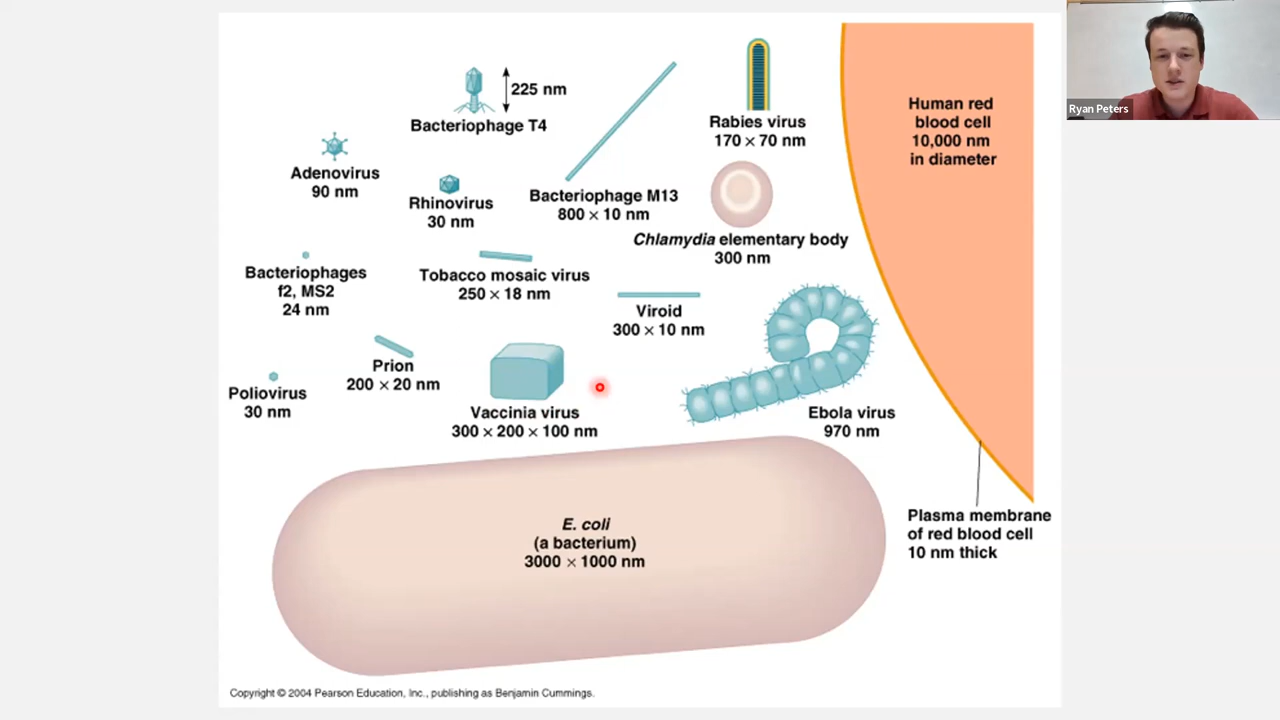 225 nm
Bacteriophage T4
Adenovirus
90 nm
Rhinovirus
30 nm
Bacteriophage M13
800 × 10 nm
Rabies virus
170 × 70 nm
Human red
blood cell
10,000 nm
in diameter
Ryan Peters
Chlamydia elementary body
300 nm
Bacteriophages
f2, MS2
24 nm
Tobacco mosaic virus
250 × 18 nm
Viroid
300 × 10 nm
Prion
200 × 20 nm
Poliovirus
30 nm
Vaccinia virus
300 × 200 × 100 nm
Ebola virus
970 nm
E. coli
(a bacterium)
3000 × 1000 nm
Plasma membrane
of red blood cell
10 nm thick
Copyright © 2004 Pearson Education, Inc., publishing as Benjamin Cummings.